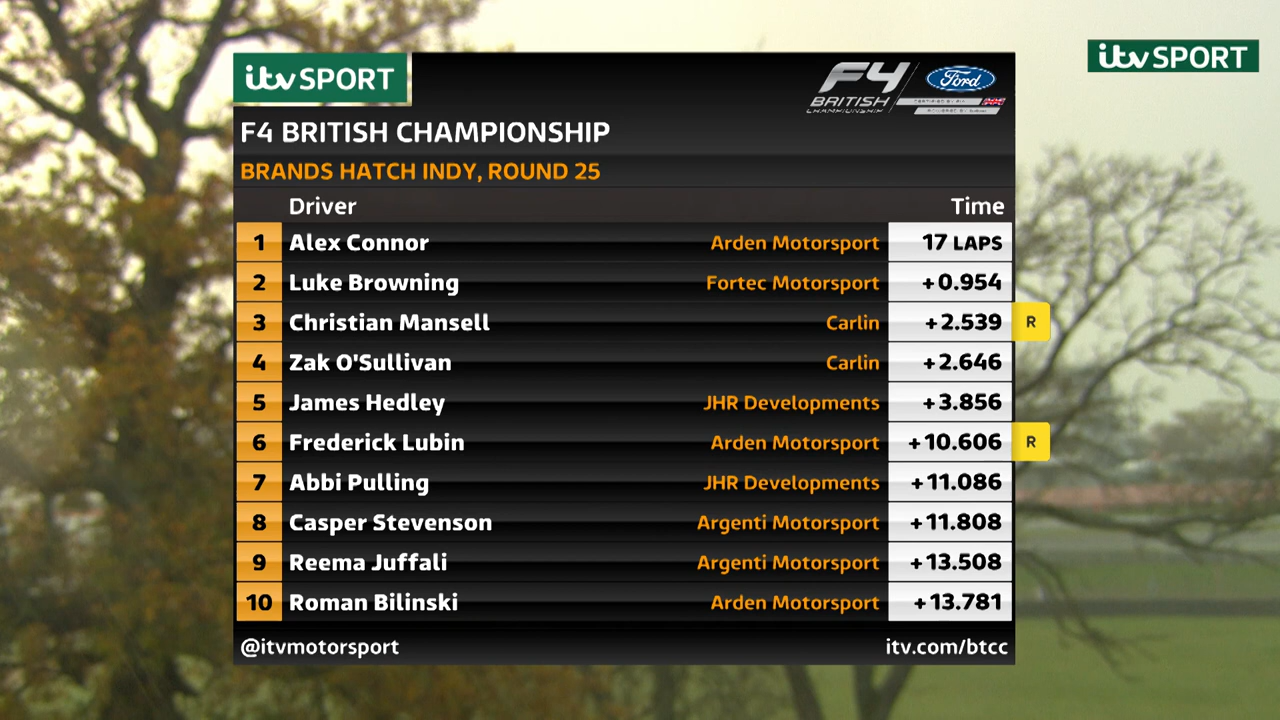 itv SPORT
itv SPORT
F4
BRITISH
CHAMPIONSHIP
Ford
CERTIFIED BY FIA
F4 BRITISH CHAMPIONSHIP
BRANDS HATCH INDY, ROUND 25
Driver Time
1 Alex Connor Arden Motorsport 17 LAPS
2 Luke Browning Fortec Motorsport +0.954
3 Christian Mansell Carlin +2.539 R
4 Zak O'Sullivan Carlin +2.646
5 James Hedley JHR Developments +3.856
6 Frederick Lubin Arden Motorsport +10.606 R
7 Abbi Pulling JHR Developments +11.086
8 Casper Stevenson Argenti Motorsport +11.808
9 Reema Juffali Argenti Motorsport +13.508
10 Roman Bilinski Arden Motorsport +13.781
@itvmotorsport itv.com/btcc